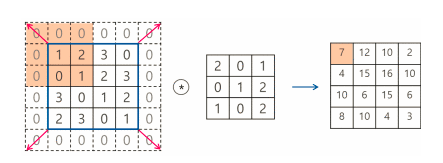 0 0 0 0 0 0
0 1 2 3 0 0
0 0 1 2 3 0
0 3 0 1 2 0
0 2 3 0 1 0
0 0 0 0 0 0
*
2 0 1
0 1 2
1 0 2
7 12 10 2
4 15 16 10
10 6 15 6
8 10 4 3